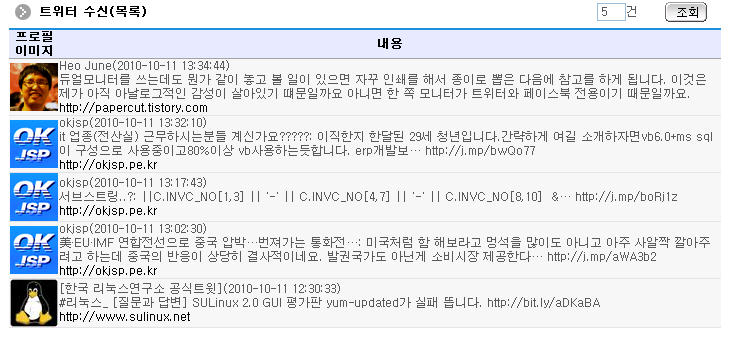 트위터 수신(목록)
5 건 조회
프로필
이미지
내용
Heo June(2010-10-11 13:34:44)
듀얼모니터를 쓰는데도 뭔가 같이 놓고 볼 일이 있으면 자꾸 인쇄를 해서 종이로 뽑은 다음에 참고를 하게 됩니다. 이것은
제가 아직 아날로그적인 감성이 살아있기 때문일까요 아니면 한 쪽 모니터가 트위터와 페이스북 전용이기 때문일까요.
http://papercut.tistory.com
OK
JSP
okjsp(2010-10-11 13:32:10)
it 업종(전산실) 근무하시는분들 계신가요?????: 이직한지 한달된 29세 청년입니다.간략하게 여길 소개하자면vb6.0+ms sql
이 구성으로 사용중이고80%이상 vb사용하는듯합니다. erp개발보… http://j.mp/bwQo77
http://okjsp.pe.kr
OK
JSP
okjsp(2010-10-11 13:17:43)
서브스트링..?: ||C.INVC_NO[1,3] || '-' || C.INVC_NO[4,7] || '-' || C.INVC_NO[8,10] &… http://j.mp/boRj1z
http://okjsp.pe.kr
OK
JSP
okjsp(2010-10-11 13:02:30)
美·EU·IMF 연합전선으로 중국 압박…번져가는 통화전…: 미국처럼 함 해보라고 멍석을 많이도 아니고 아주 사알짝 깔아주
려고 하는데 중국의 반응이 상당히 결사적이네요. 발권국가도 아닌게 소비시장 제공한다… http://j.mp/aWA3b2
http://okjsp.pe.kr
[한국 리눅스연구소 공식트윗](2010-10-11 12:30:33)
#리눅스_ [질문과 답변] SULinux 2.0 GUI 평가판 yum-updated가 실패 뜹니다. http://bit.ly/aDKaBA
http://www.sulinux.net